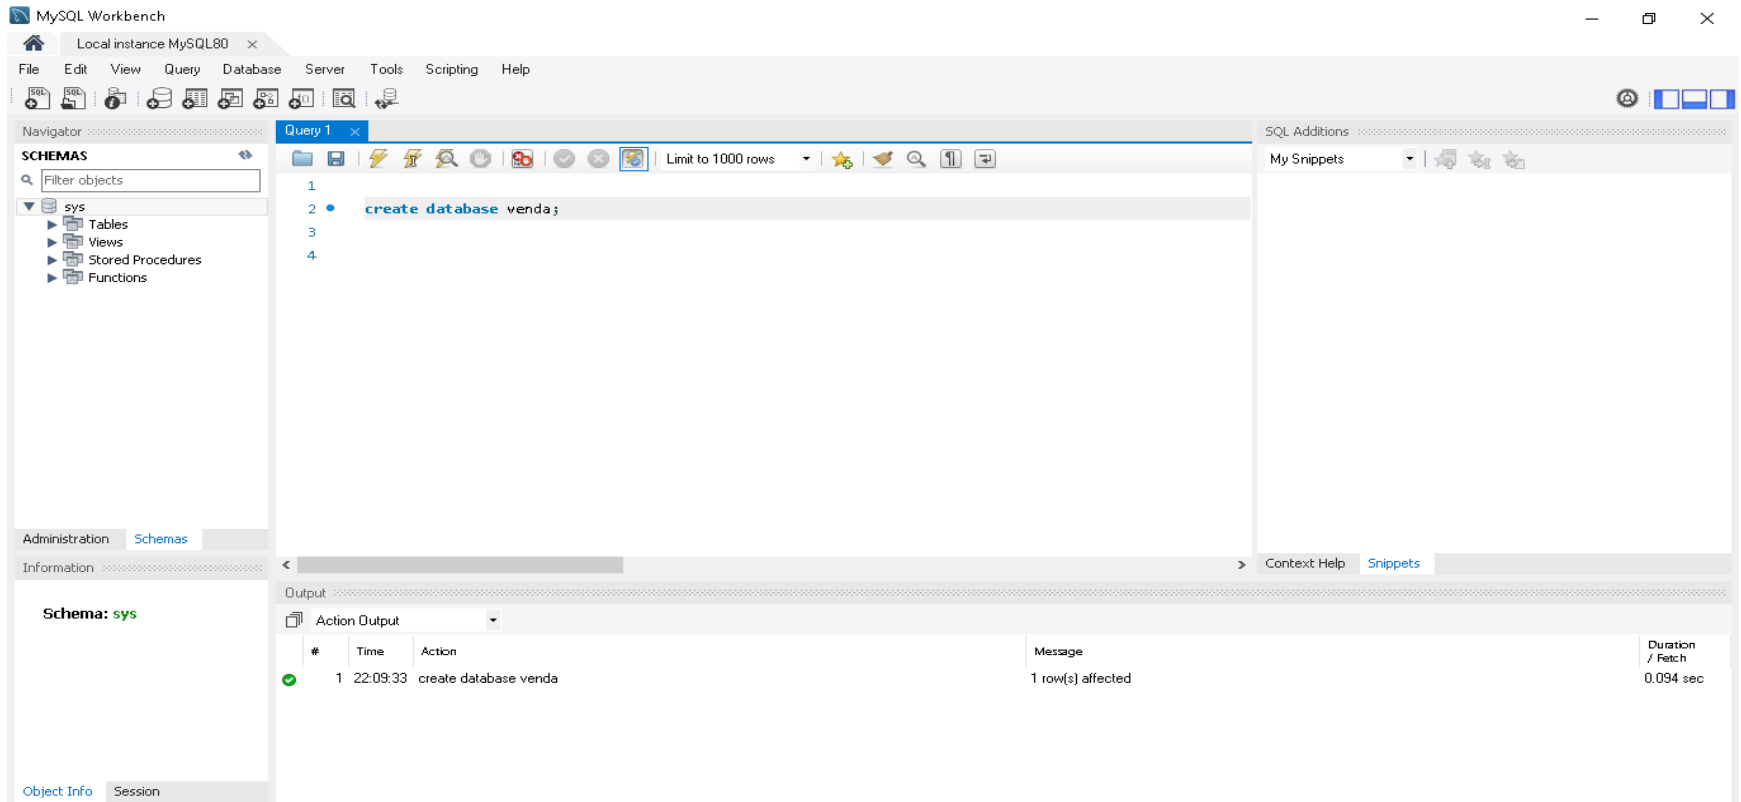 MySQL Workbench
Local instance MySQL80
File Edit View Query Database Server Tools Scripting Help
Navigator
SCHEMAS
Filter objects
sys
Tables
Views
Stored Procedures
Functions
Administration Schemas
Information
Schema: sys
Object Info Session
Query 1
Limit to 1000 rows
1
2 create database venda;
3
4
SQL Additions
My Snippets
Context Help Snippets
Output
Action Output
# Time Action Message Duration / Fetch
1 22:09:33 create database venda 1 row(s) affected 0.094 sec